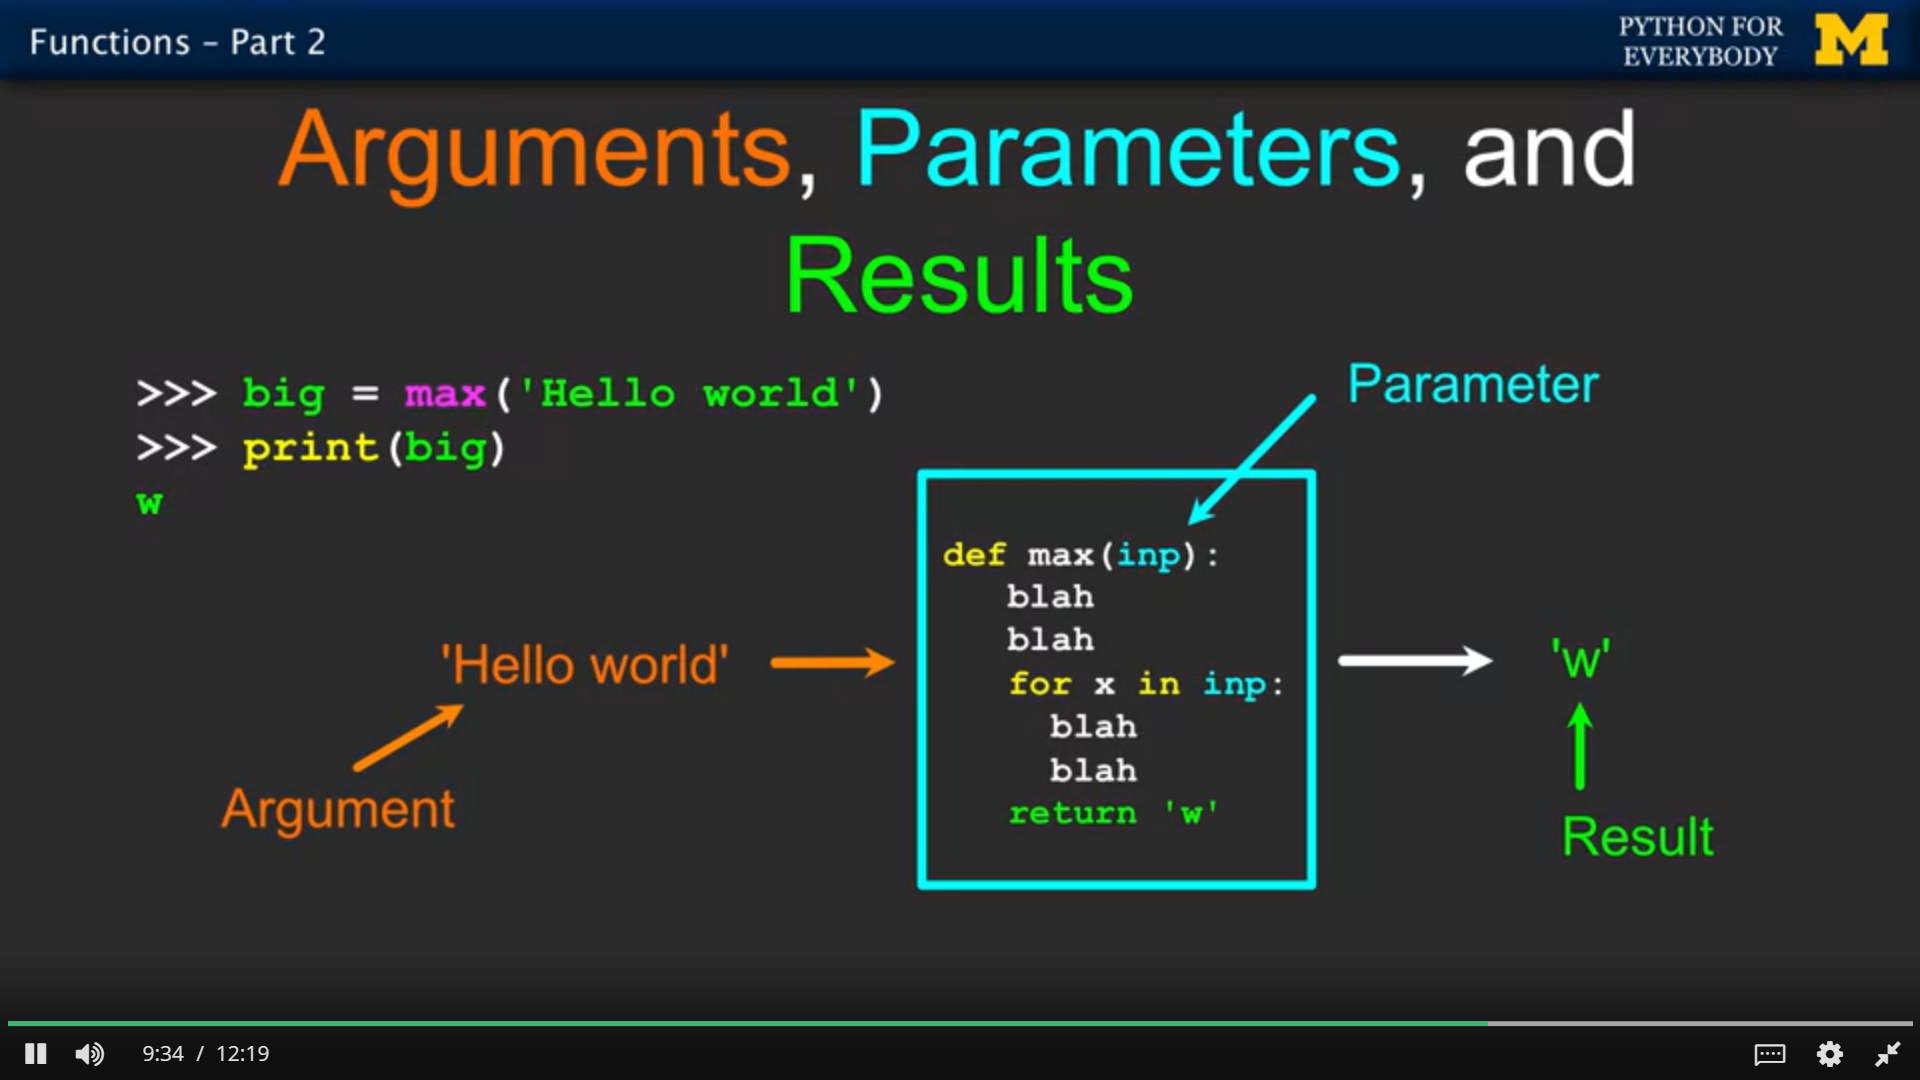 Functions – Part 2
PYTHON FOR
EVERYBODY
M
Arguments, Parameters, and
Results
>>> big = max('Hello world')
>>> print(big)
w
Parameter
def max(inp):
blah
blah
for x in inp:
blah
blah
return 'w'
'Hello world'
Argument
'w'
Result
9:34 / 12:19